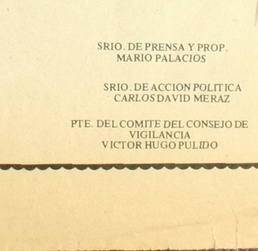 SRIO. DE PRENSA Y PROP.
MARIO PALACIOS
SRIO. DE ACCION POLITICA
CARLOS DAVID MERAZ
PTE. DEL COMITE DEL CONSEJO DE
VIGILANCIA
VICTOR HUGO PULIDO